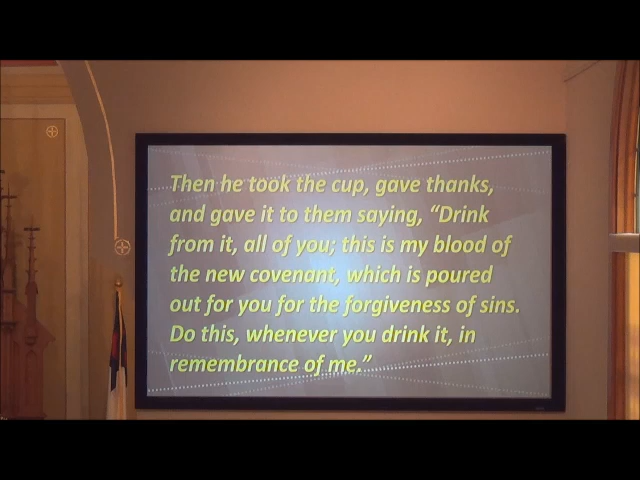 Then he took the cup, gave thanks,
and gave it to them saying, “Drink
from it, all of you; this is my blood of
the new covenant, which is poured
out for you for the forgiveness of sins.
Do this, whenever you drink it, in
remembrance of me.”